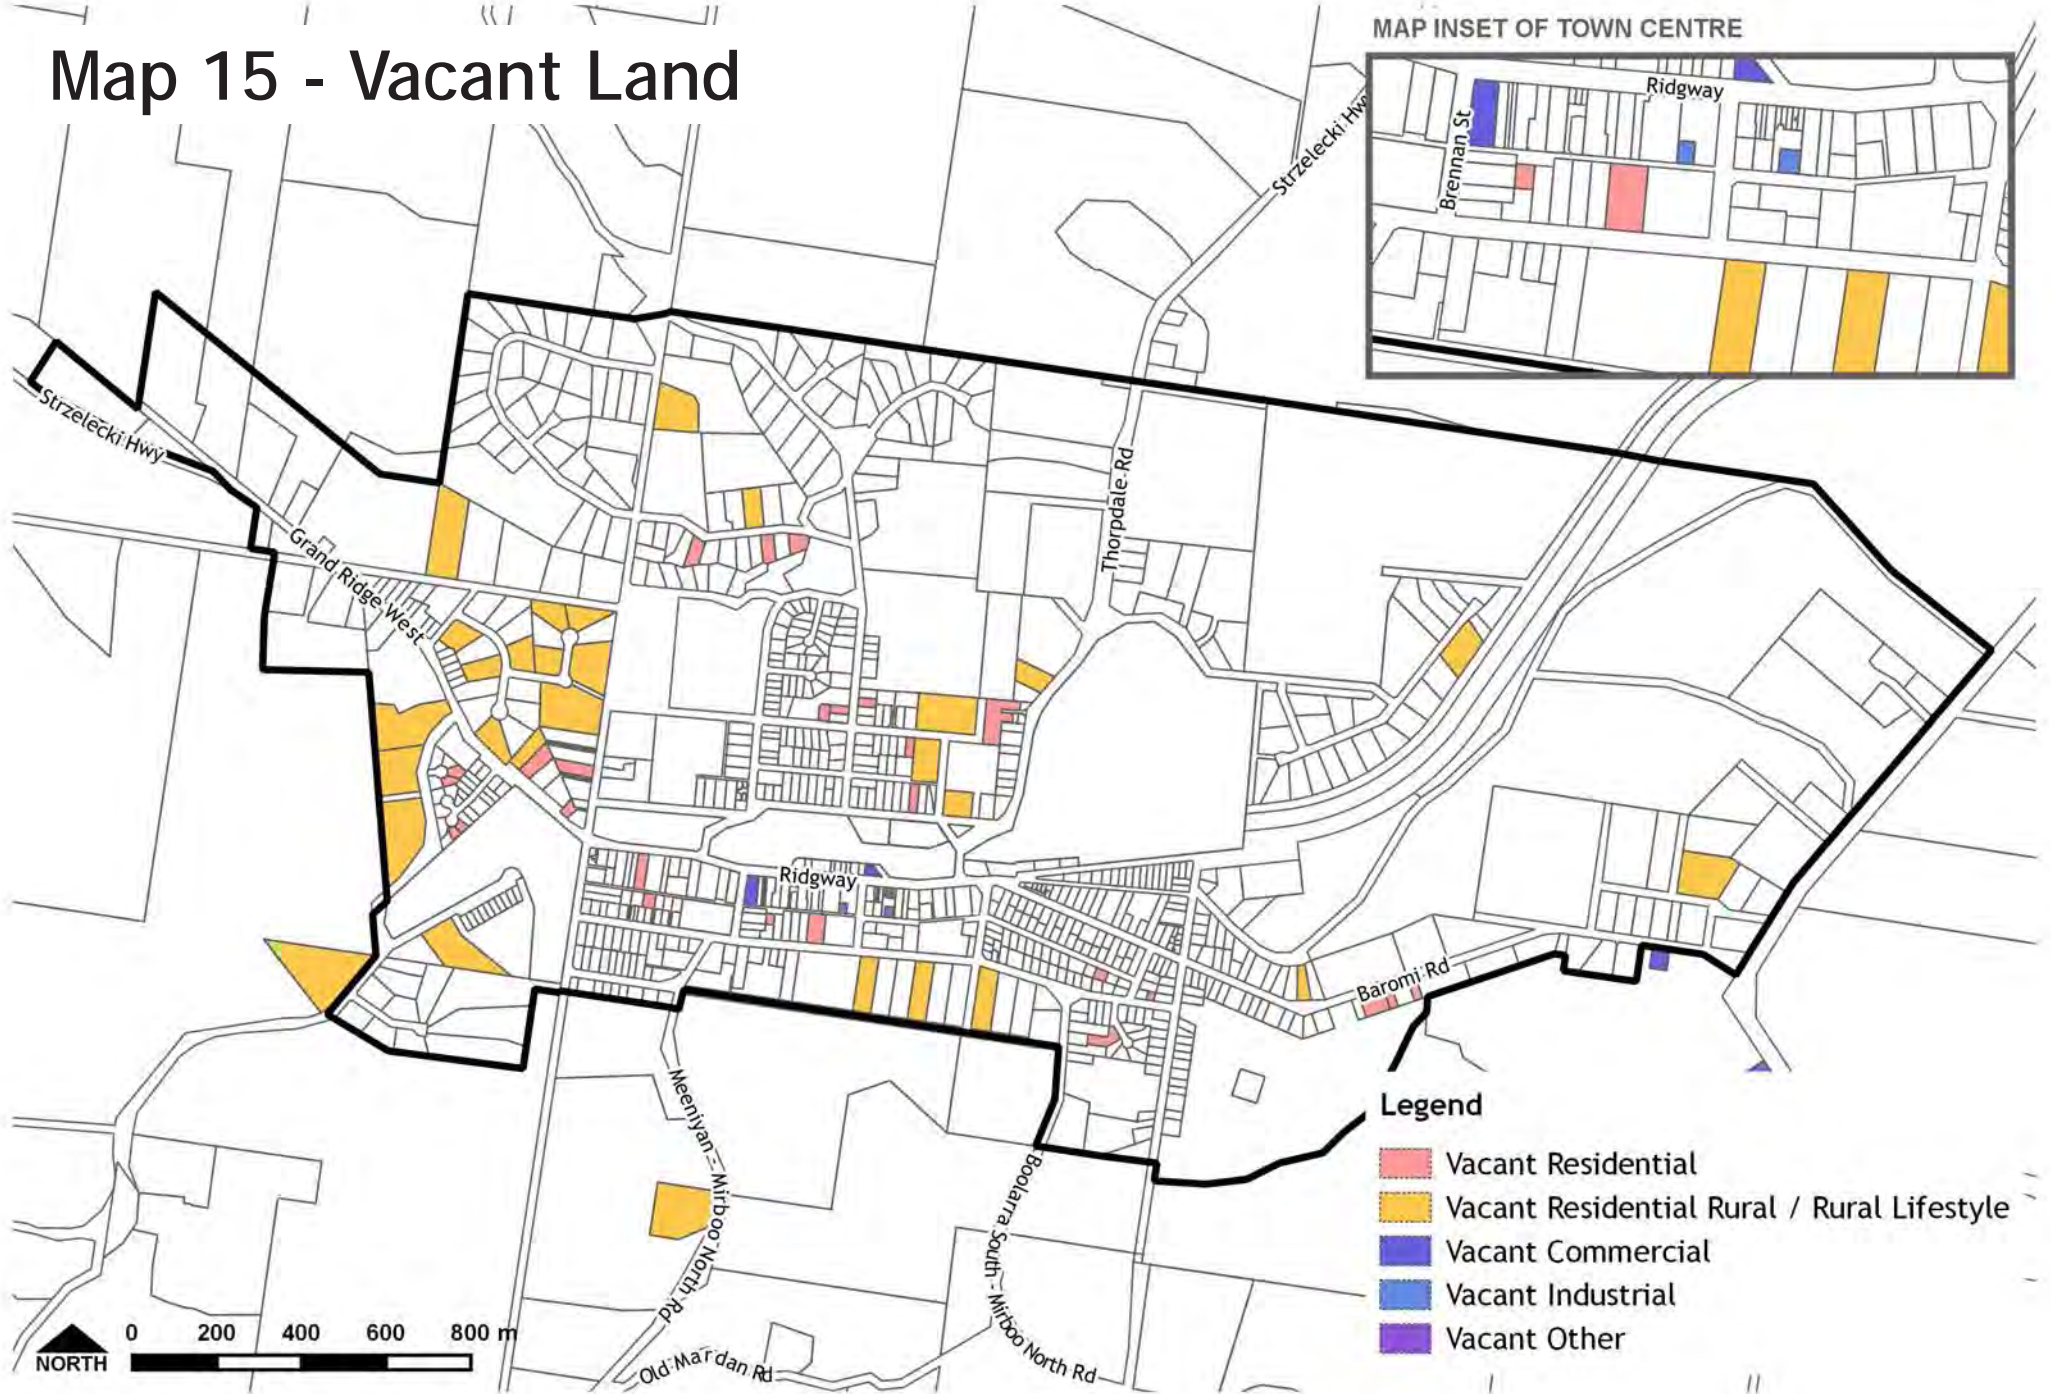 Map 15 - Vacant Land
MAP INSET OF TOWN CENTRE
Ridgway
Brennan St
Strzelecki Hwy
Strzelecki Hwy
Grand Ridge West
Thorpdale Rd
Ridgway
Baromi Rd
Meeniyan - Mirboo North Rd
Boolarra South - Mirboo North Rd
Old Mardan Rd
Legend
Vacant Residential
Vacant Residential Rural / Rural Lifestyle
Vacant Commercial
Vacant Industrial
Vacant Other
NORTH
0 200 400 600 800 m